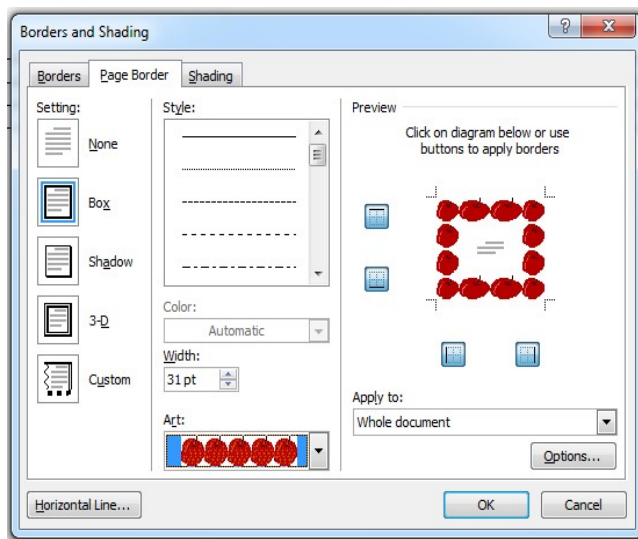 Borders and Shading
Borders
Page Border
Shading
Setting:
None
Box
Shadow
3-D
Custom
Style:
Color:
Automatic
Width:
31 pt
Art:
Preview
Click on diagram below or use
buttons to apply borders
Apply to:
Whole document
Options...
Horizontal Line...
OK
Cancel